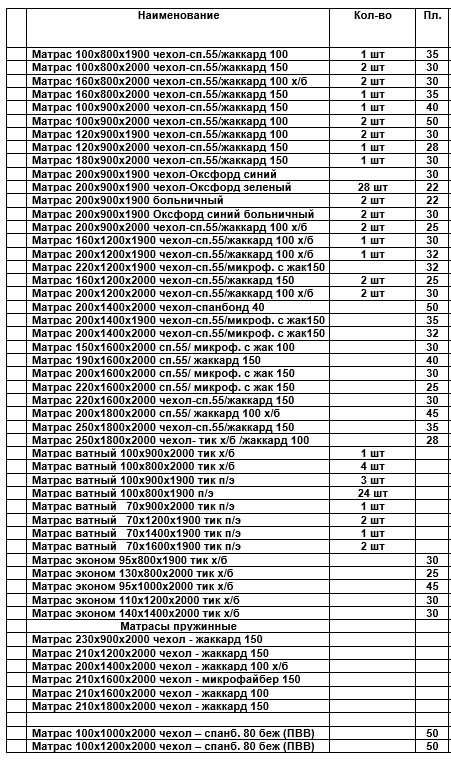 Наименование Кол-во Пл.
Матрас 100х800х1900 чехол-сп.55/жаккард 100 1 шт 35
Матрас 100х800х2000 чехол-сп.55/жаккард 150 2 шт 30
Матрас 160х800х2000 чехол-сп.55/жаккард 100 х/б 2 шт 30
Матрас 160х800х2000 чехол-сп.55/жаккард 150 1 шт 35
Матрас 100х900х2000 чехол-сп.55/жаккард 150 1 шт 40
Матрас 100х900х2000 чехол-сп.55/жаккард 100 2 шт 50
Матрас 120х900х1900 чехол-сп.55/жаккард 100 2 шт 30
Матрас 120х900х2000 чехол-сп.55/жаккард 150 1 шт 28
Матрас 180х900х2000 чехол-сп.55/жаккард 150 1 шт 30
Матрас 200х900х1900 чехол-Оксфорд синий 30
Матрас 200х900х1900 чехол-Оксфорд зеленый 28 шт 22
Матрас 200х900х1900 больничный 2 шт 22
Матрас 200х900х1900 Оксфорд синий больничный 2 шт 30
Матрас 200х900х2000 чехол-сп.55/жаккард 100 х/б 2 шт 25
Матрас 160х1200х1900 чехол-сп.55/жаккард 100 х/б 1 шт 30
Матрас 200х1200х1900 чехол-сп.55/жаккард 100 х/б 1 шт 32
Матрас 220х1200х1900 чехол-сп.55/микроф. с жак150 32
Матрас 160х1200х2000 чехол-сп.55/жаккард 150 2 шт 25
Матрас 200х1200х2000 чехол-сп.55/жаккард 100 х/б 2 шт 30
Матрас 200х1400х2000 чехол-спанбонд 40 50
Матрас 200х1400х1900 чехол-сп.55/микроф. с жак150 35
Матрас 200х1400х2000 чехол-сп.55/микроф. с жак150 32
Матрас 150х1600х2000 сп.55/ микроф. с жак 100 30
Матрас 190х1600х2000 сп.55/ жаккард 150 40
Матрас 200х1600х2000 сп.55/ микроф. с жак 150 30
Матрас 220х1600х2000 сп.55/ микроф. с жак 150 25
Матрас 220х1600х2000 чехол-сп.55/жаккард 150 30
Матрас 200х1800х2000 сп.55/ жаккард 100 х/б 45
Матрас 250х1800х2000 чехол-сп.55/жаккард 150 35
Матрас 250х1800х2000 чехол- тик х/б /жаккард 100 28
Матрас ватный 100х900х2000 тик х/б 1 шт
Матрас ватный 100х800х2000 тик х/б 4 шт
Матрас ватный 100х900х1900 тик х/б 3 шт
Матрас ватный 100х800х1900 п/э 24 шт
Матрас ватный 70х900х2000 тик п/э 1 шт
Матрас ватный 70х1200х1900 тик п/э 2 шт
Матрас ватный 70х1400х1900 тик п/э 1 шт
Матрас ватный 70х1600х1900 тик п/э 2 шт
Матрас эконом 95х800х1900 тик х/б 30
Матрас эконом 130х800х2000 тик х/б 25
Матрас эконом 95х1000х2000 тик х/б 45
Матрас эконом 110х1200х2000 тик х/б 30
Матрас эконом 140х1400х2000 тик х/б 30
Матрасы пружинные
Матрас 230х900х2000 чехол - жаккард 150
Матрас 210х1200х2000 чехол - жаккард 150
Матрас 200х1400х2000 чехол - жаккард 100 х/б
Матрас 210х1600х2000 чехол - микрофайбер 150
Матрас 210х1600х2000 чехол - жаккард 100
Матрас 210х1800х2000 чехол - жаккард 150
Матрас 100х1000х2000 чехол – спанб. 80 беж (ПВВ) 50
Матрас 100х1200х2000 чехол – спанб. 80 беж (ПВВ) 50